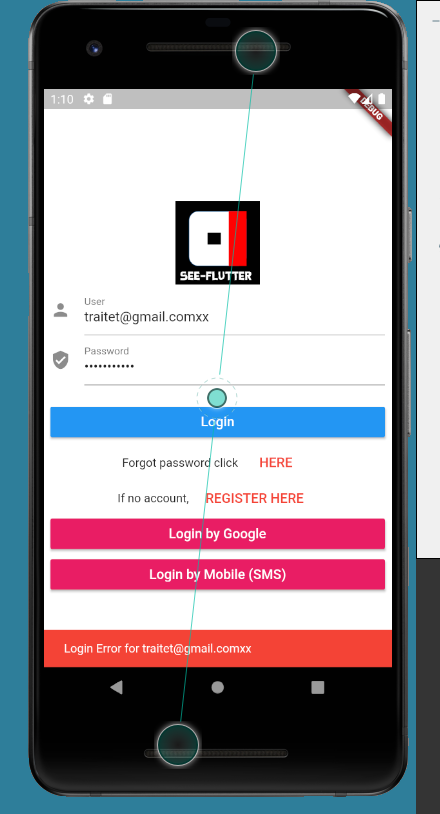 1:10
DEBUG
SEE-FLUTTER
User
traitet@gmail.comxx
Password
•••••••••••
Login
Forgot password click HERE
If no account, REGISTER HERE
Login by Google
Login by Mobile (SMS)
Login Error for traitet@gmail.comxx